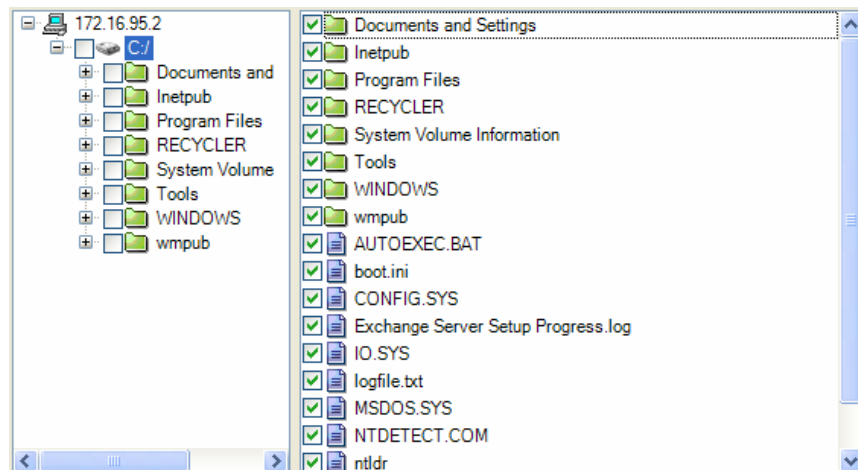 172.16.95.2
C:/
Documents and
Inetpub
Program Files
RECYCLER
System Volume
Tools
WINDOWS
wmpub
Documents and Settings
Inetpub
Program Files
RECYCLER
System Volume Information
Tools
WINDOWS
wmpub
AUTOEXEC.BAT
boot.ini
CONFIG.SYS
Exchange Server Setup Progress.log
IO.SYS
logfile.txt
MSDOS.SYS
NTDETECT.COM
ntldr